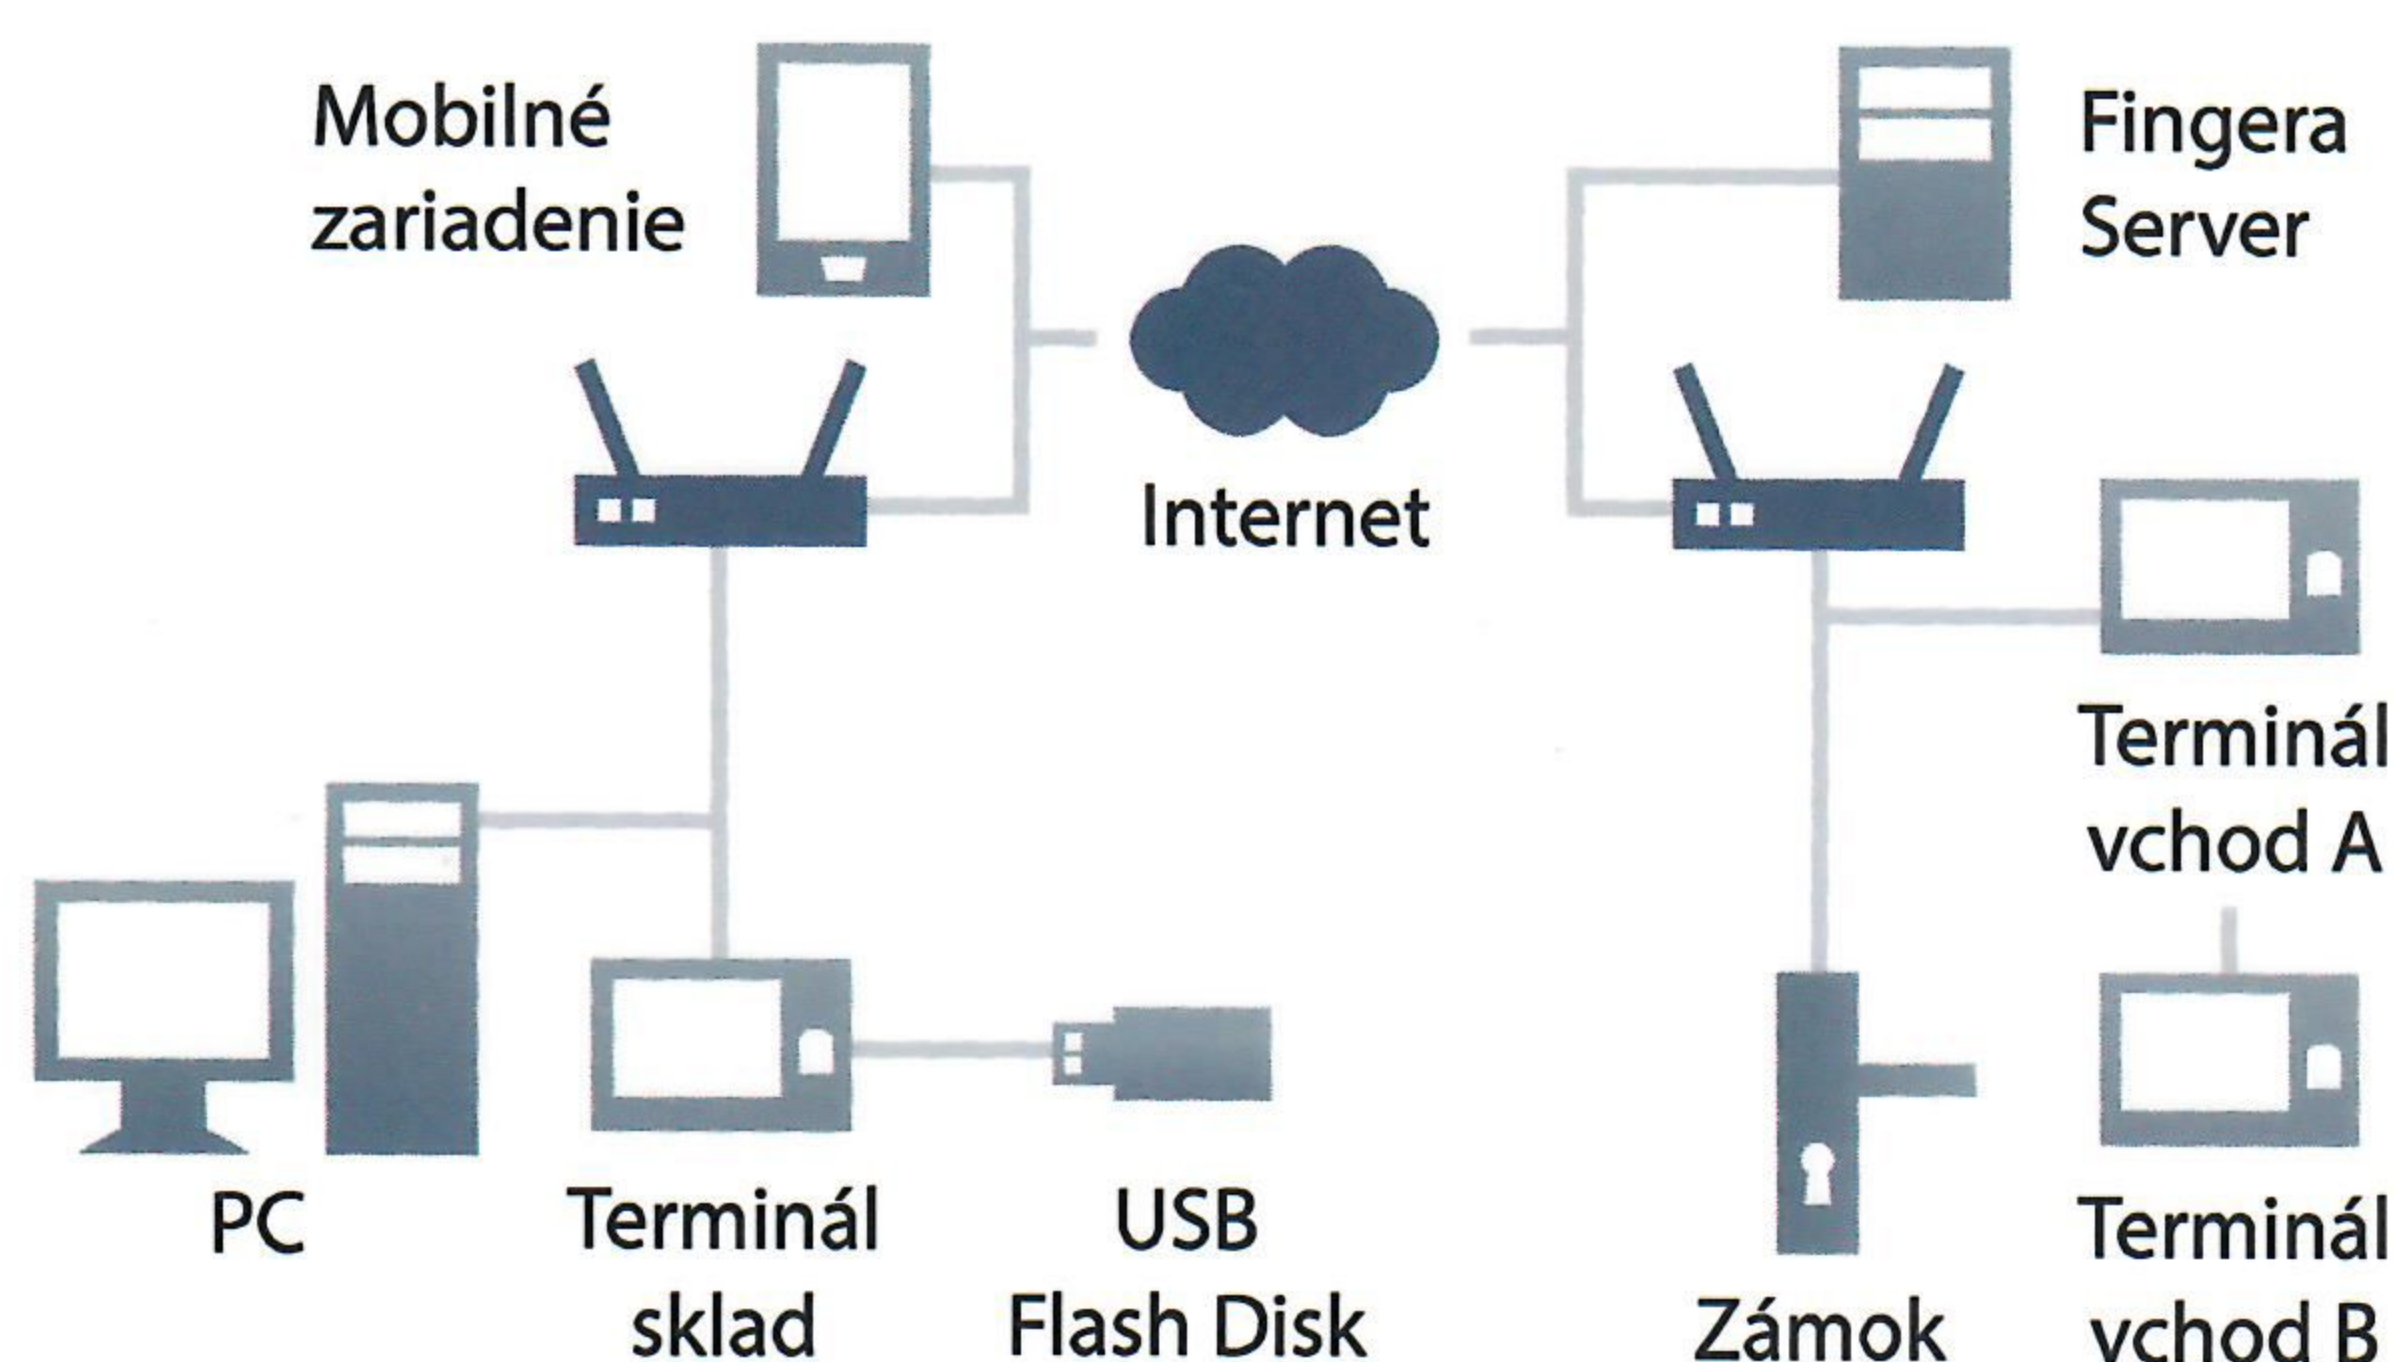 Mobilné
zariadenie
Fingera
Server
Internet
Terminál
vchod A
PC
Terminál
sklad
USB
Flash Disk
Zámok
Terminál
vchod B